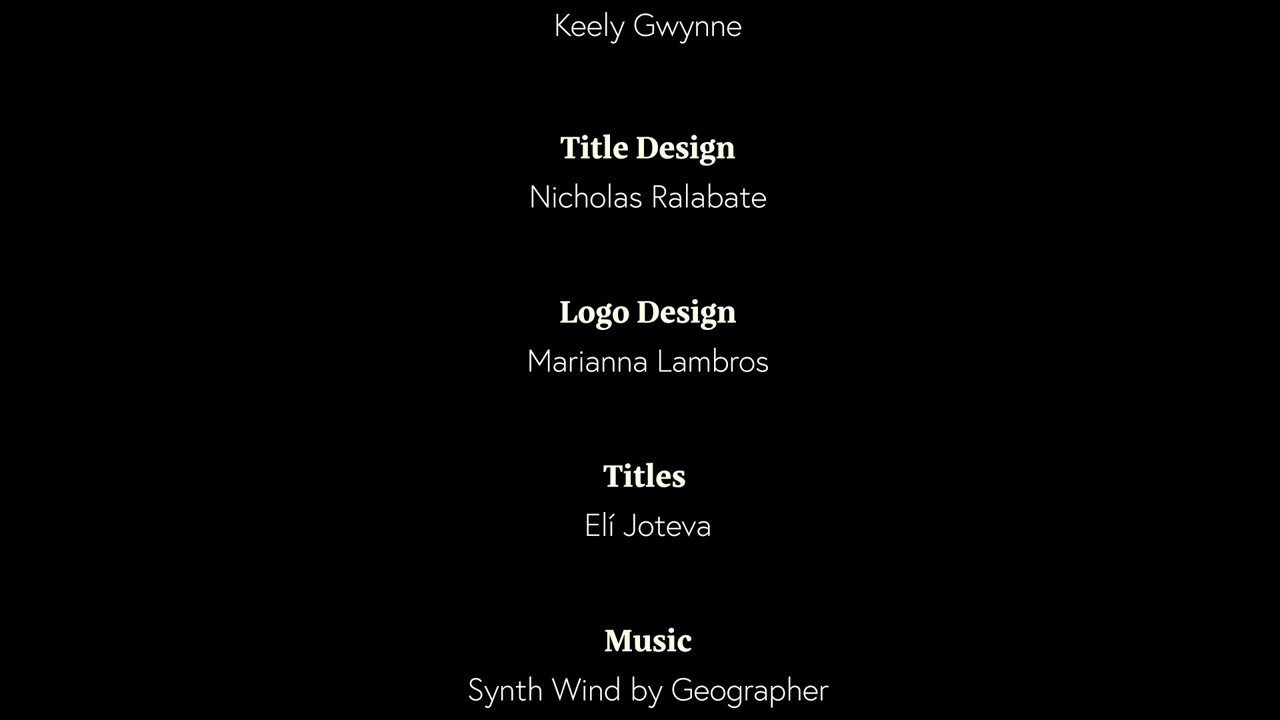 Keely Gwynne
Title Design
Nicholas Ralabate
Logo Design
Marianna Lambros
Titles
Elí Joteva
Music
Synth Wind by Geographer